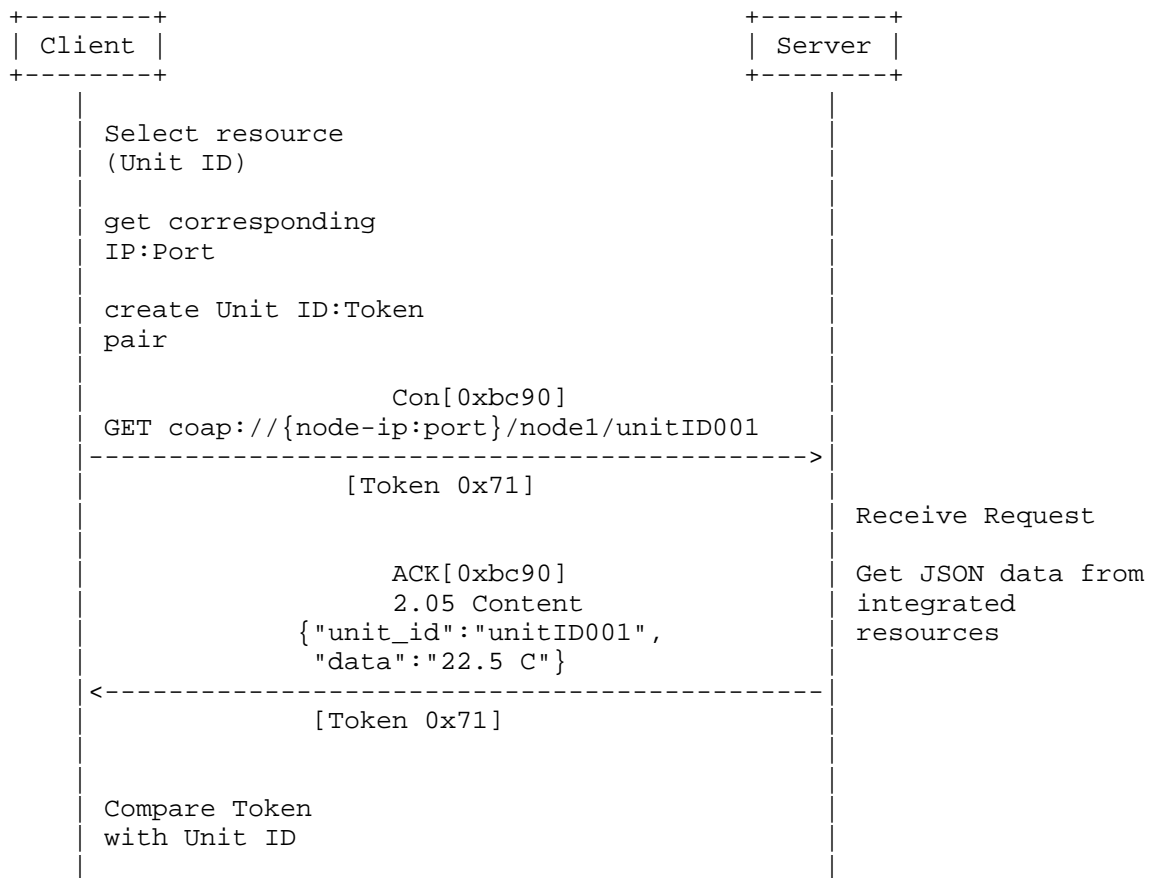 Client Server
Select resource
(Unit ID)
get corresponding
IP:Port
create Unit ID:Token
pair
Con[0xbc90]
GET coap://{node-ip:port}/node1/unitID001
[Token 0x71]
Receive Request
ACK[0xbc90] Get JSON data from
2.05 Content integrated
{"unit_id":"unitID001", resources
"data":"22.5 C"}
[Token 0x71]
Compare Token
with Unit ID